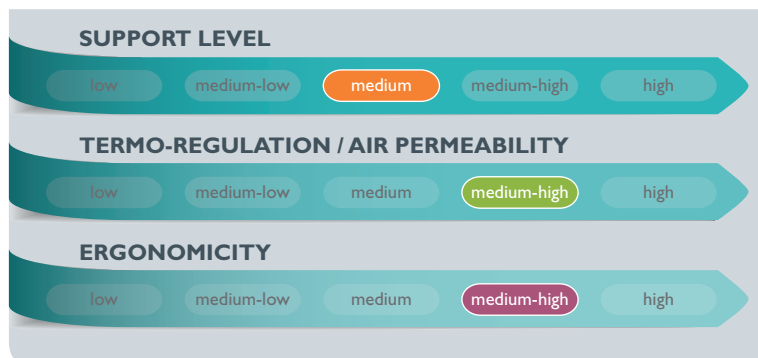 SUPPORT LEVEL
low medium-low medium medium-high high
TERMO-REGULATION / AIR PERMEABILITY
low medium-low medium medium-high high
ERGONOMICITY
low medium-low medium medium-high high